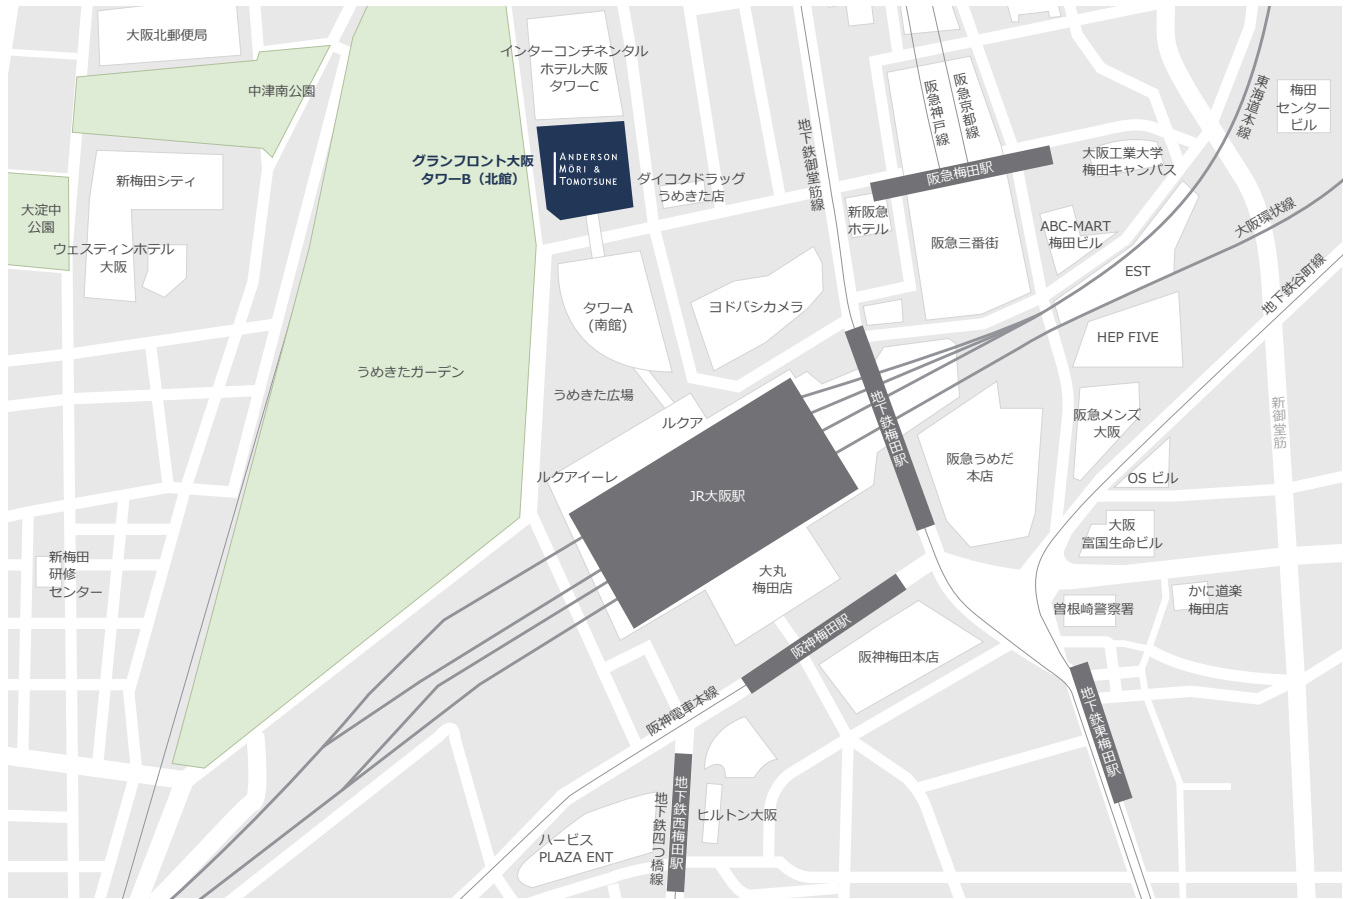 大阪北郵便局
インターコンチネンタル
ホテル大阪
タワーC
中津南公園
阪急神戸線
阪急京都線
東海道本線
梅田
センター
ビル
グランフロント大阪
タワーB（北館）
ANDERSON
MŌRI &
TOMOTSUNE
地下鉄御堂筋線
阪急梅田駅
大阪工業大学
梅田キャンパス
新梅田シティ
ダイコクドラッグ
うめきた店
大淀中
公園
新阪急
ホテル
阪急三番街
ABC-MART
梅田ビル
大阪環状線
ウェスティンホテル
大阪
EST
地下鉄谷町線
タワーA
(南館)
ヨドバシカメラ
HEP FIVE
うめきたガーデン
うめきた広場
ルクア
地下鉄梅田駅
阪急メンズ
大阪
新御堂筋
ルクアイーレ
JR大阪駅
阪急うめだ
本店
OS ビル
大阪
富国生命ビル
新梅田
研修
センター
大丸
梅田店
かに道楽
梅田店
曽根崎警察署
阪神梅田駅
阪神梅田本店
阪神電車本線
地下鉄東梅田駅
地下鉄四つ橋線
地下鉄西梅田駅
ヒルトン大阪
ハービス
PLAZA ENT